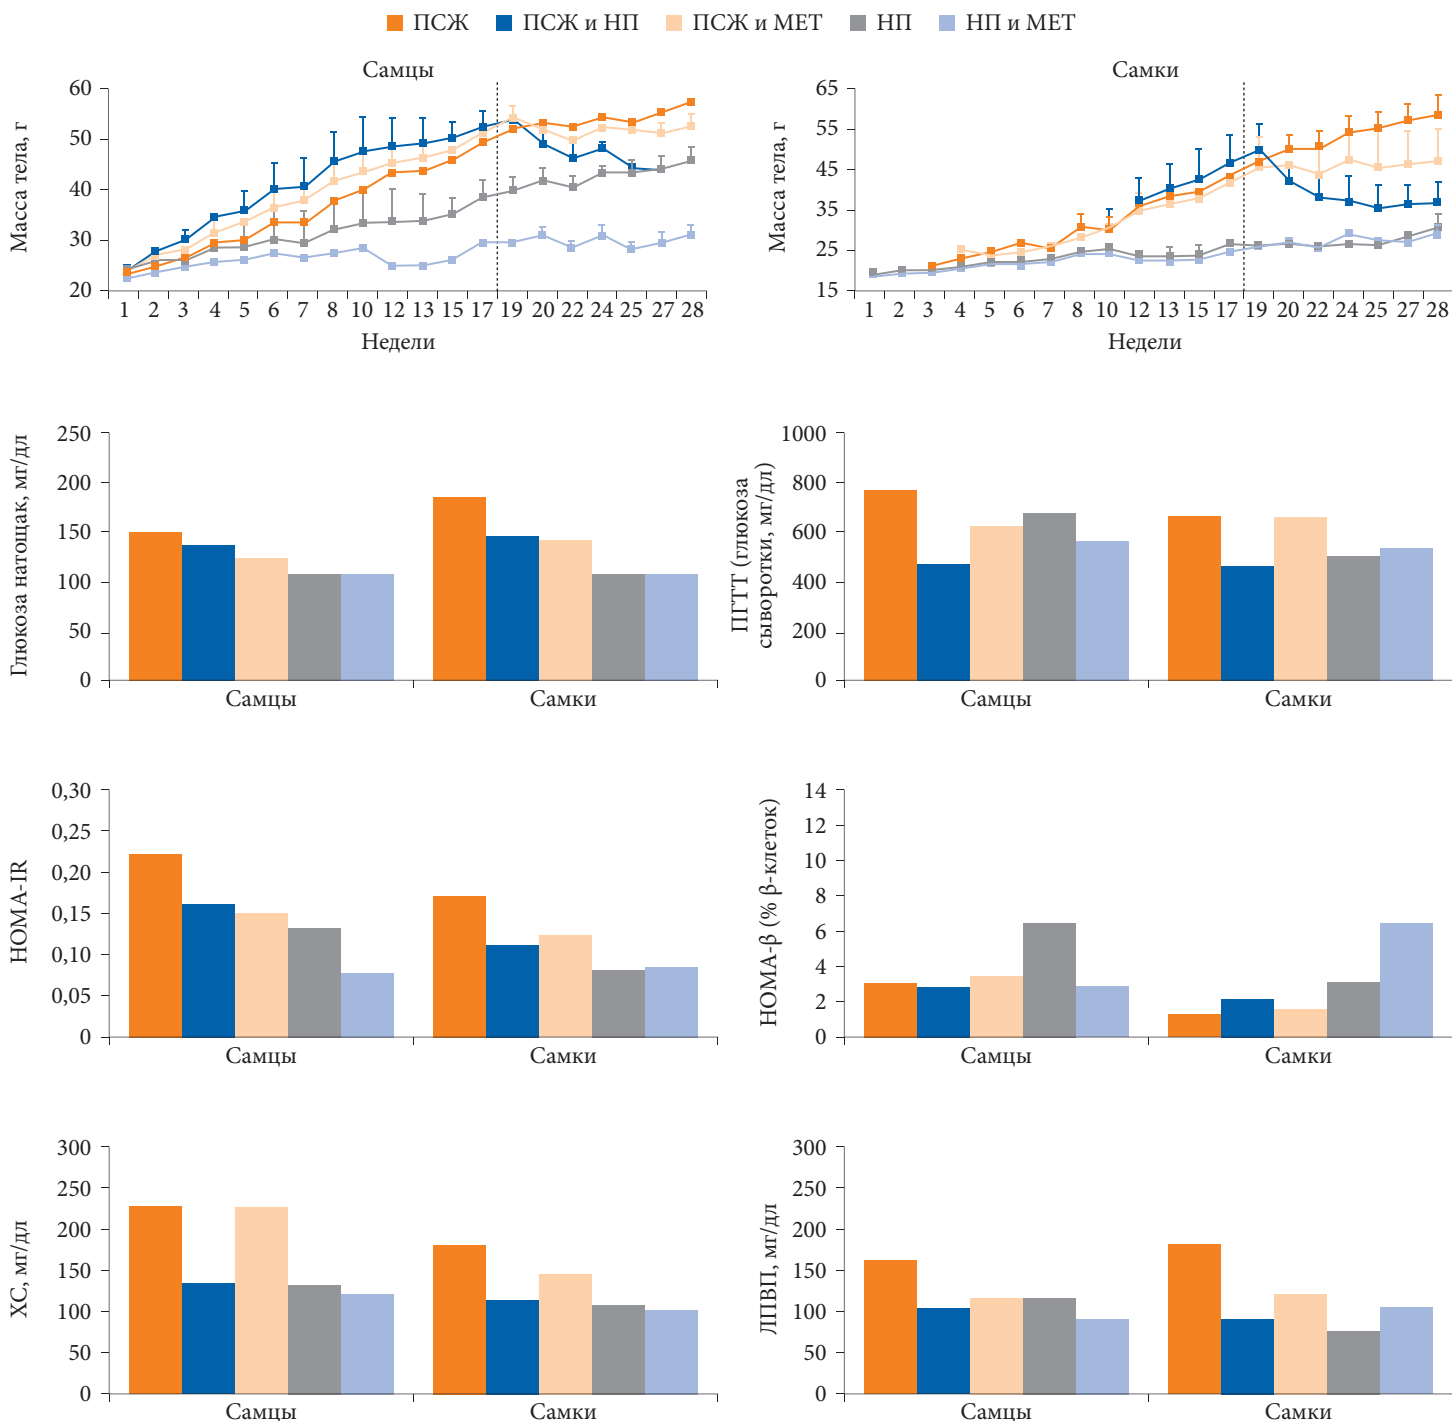 ПСЖ ПСЖ и НП ПСЖ и МЕТ НП НП и МЕТ
Самцы
Масса тела, г
60
50
40
30
20
1 2 3 4 5 6 7 8 10 12 13 15 17 19 20 22 24 25 27 28
Недели
Самки
Масса тела, г
65
55
45
35
25
15
1 2 3 4 5 6 7 8 10 12 13 15 17 19 20 22 24 25 27 28
Недели
Глюкоза натощак, мг/дл
250
200
150
100
50
0
Самцы Самки
ПГТТ (глюкоза
сыворотки, мг/дл)
1000
800
600
400
200
0
Самцы Самки
HOMA-IR
0,30
0,25
0,20
0,15
0,10
0,05
0
Самцы Самки
HOMA-β (% β-клеток)
14
12
10
8
6
4
2
0
Самцы Самки
ХС, мг/дл
300
250
200
150
100
50
0
Самцы Самки
ЛПВП, мг/дл
300
250
200
150
100
50
0
Самцы Самки